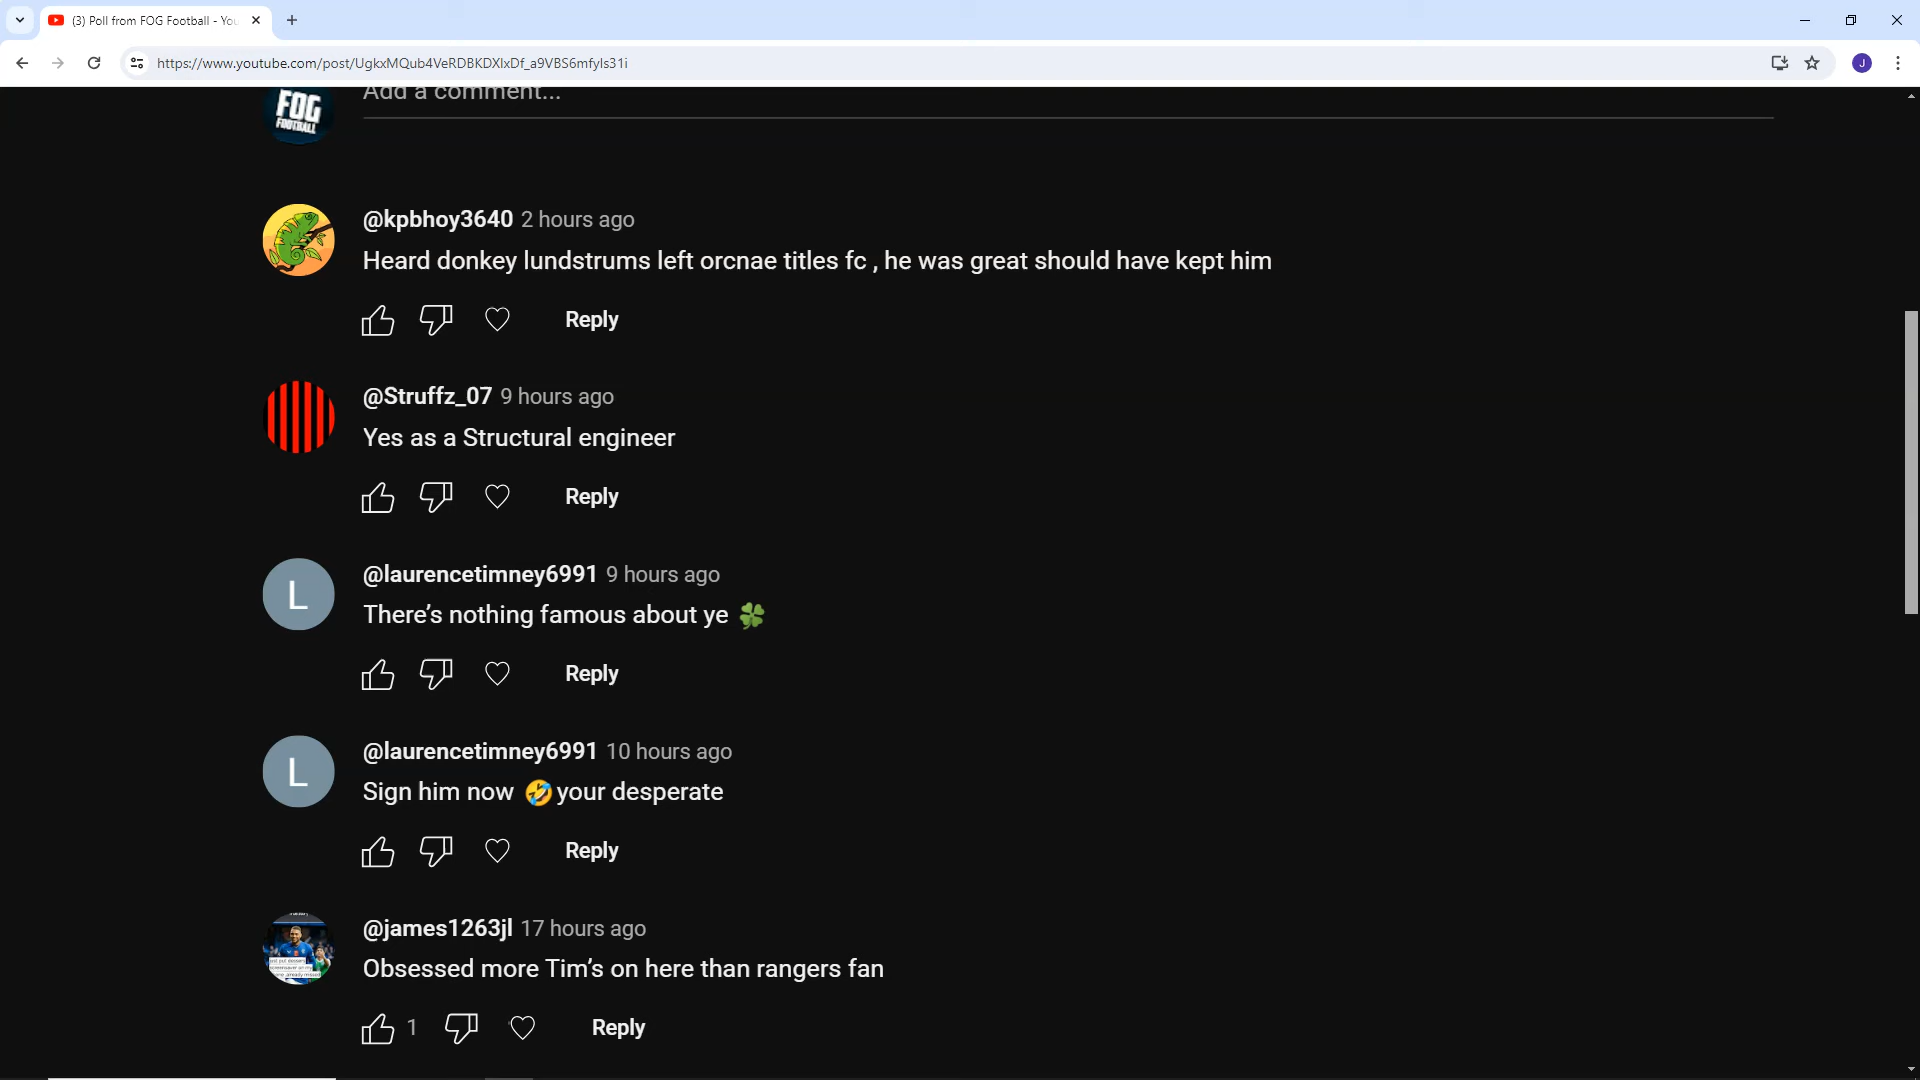 (3) Poll from FOG Football - You
https://www.youtube.com/post/UgkxMQub4VeRDBKDXlxDf_a9VBS6mfyls31i
J
FOG
FOOTBALL
Add a comment...
@kpbhoy3640 2 hours ago
Heard donkey lundstrums left orcnae titles fc , he was great should have kept him
Reply
@Struffz_07 9 hours ago
Yes as a Structural engineer
Reply
L
@laurencetimney6991 9 hours ago
There’s nothing famous about ye 🍀
Reply
L
@laurencetimney6991 10 hours ago
Sign him now 🤣your desperate
Reply
@james1263jl 17 hours ago
Obsessed more Tim’s on here than rangers fan
1
Reply